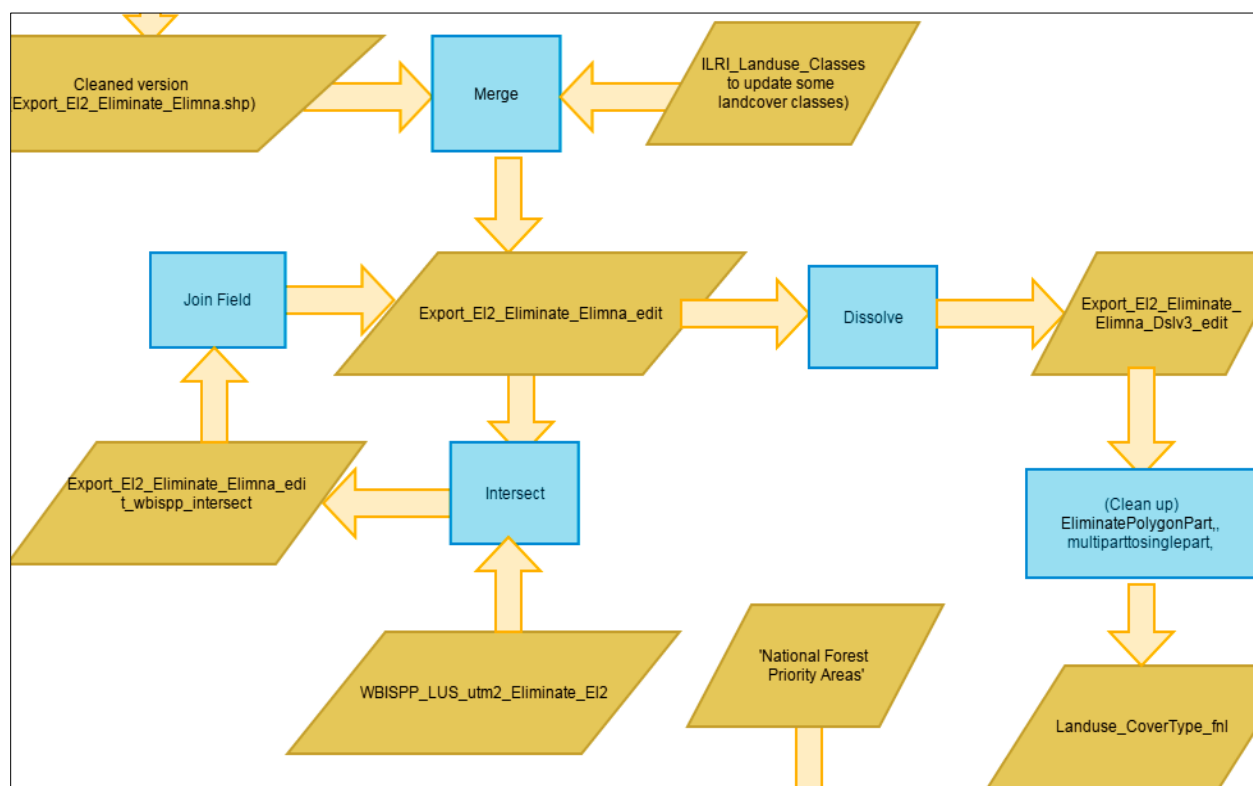 Cleaned version
Export_El2_Eliminate_Elimna.shp)
Merge
ILRI_Landuse_Classes
to update some
landcover classes)
Join Field
Export_El2_Eliminate_Elimna_edit
Dissolve
Export_El2_Eliminate_
Elimna_Dslv3_edit
Export_El2_Eliminate_Elimna_edi
t_wbispp_intersect
Intersect
(Clean up)
EliminatePolygonPart,,
multiparttosinglepart,
WBISPP_LUS_utm2_Eliminate_El2
'National Forest
Priority Areas'
Landuse_CoverType_fnl